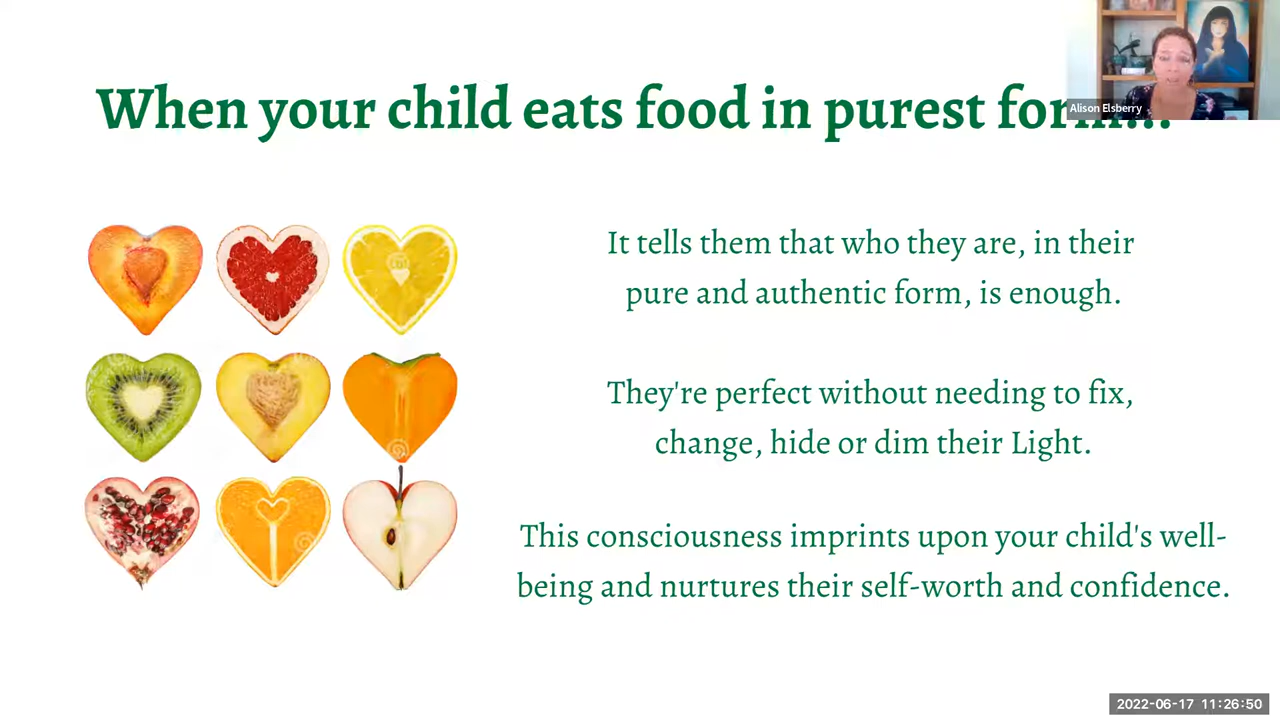 When your child eats food in purest form...
Alison Elsberry
It tells them that who they are, in their
pure and authentic form, is enough.
They're perfect without needing to fix,
change, hide or dim their Light.
This consciousness imprints upon your child's well-
being and nurtures their self-worth and confidence.
2022-06-17 11:26:50